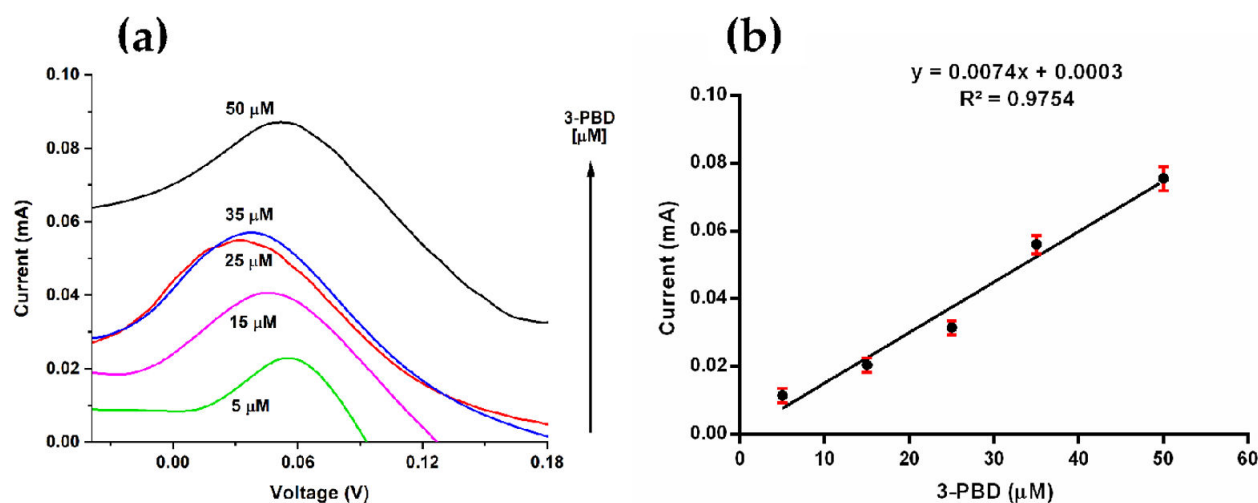 (a)
0.10
0.08
0.06
0.04
0.02
0.00
Current (mA)
50 μM
35 μM
25 μM
15 μM
5 μM
0.00
0.06
0.12
0.18
Voltage (V)
3-PBD
[μM]
(b)
y = 0.0074x + 0.0003
R² = 0.9754
0.10
0.08
0.06
0.04
0.02
0.00
Current (mA)
0
10
20
30
40
50
60
3-PBD (μM)